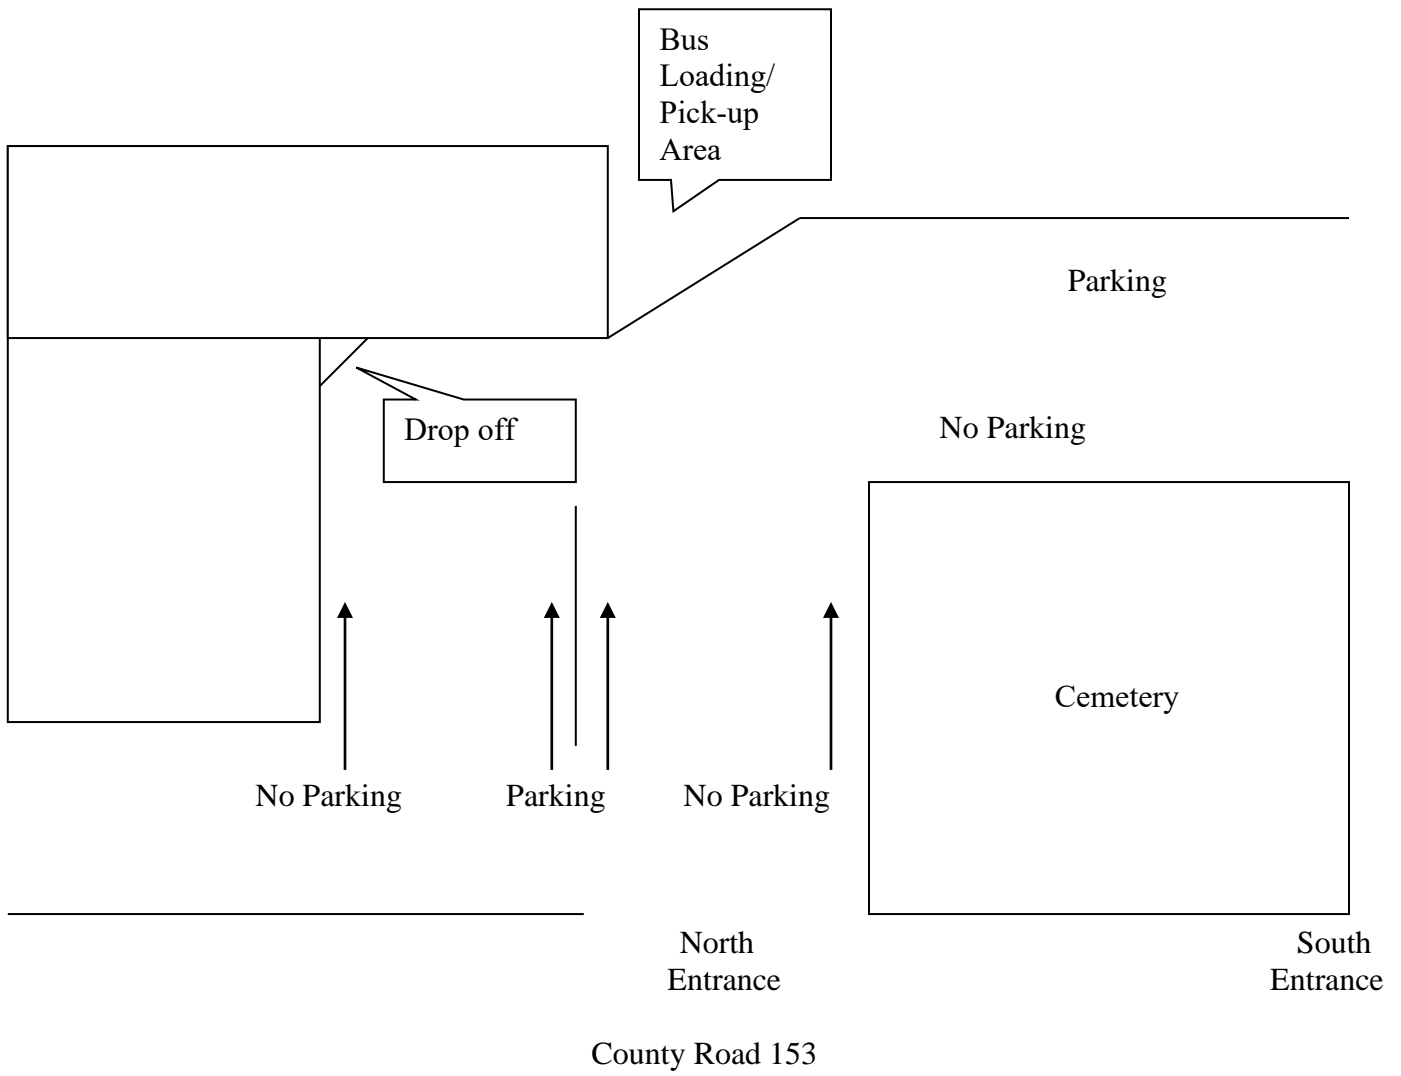 Bus
Loading/
Pick-up
Area
Parking
Drop off
No Parking
Cemetery
No Parking
Parking
No Parking
North
Entrance
South
Entrance
County Road 153